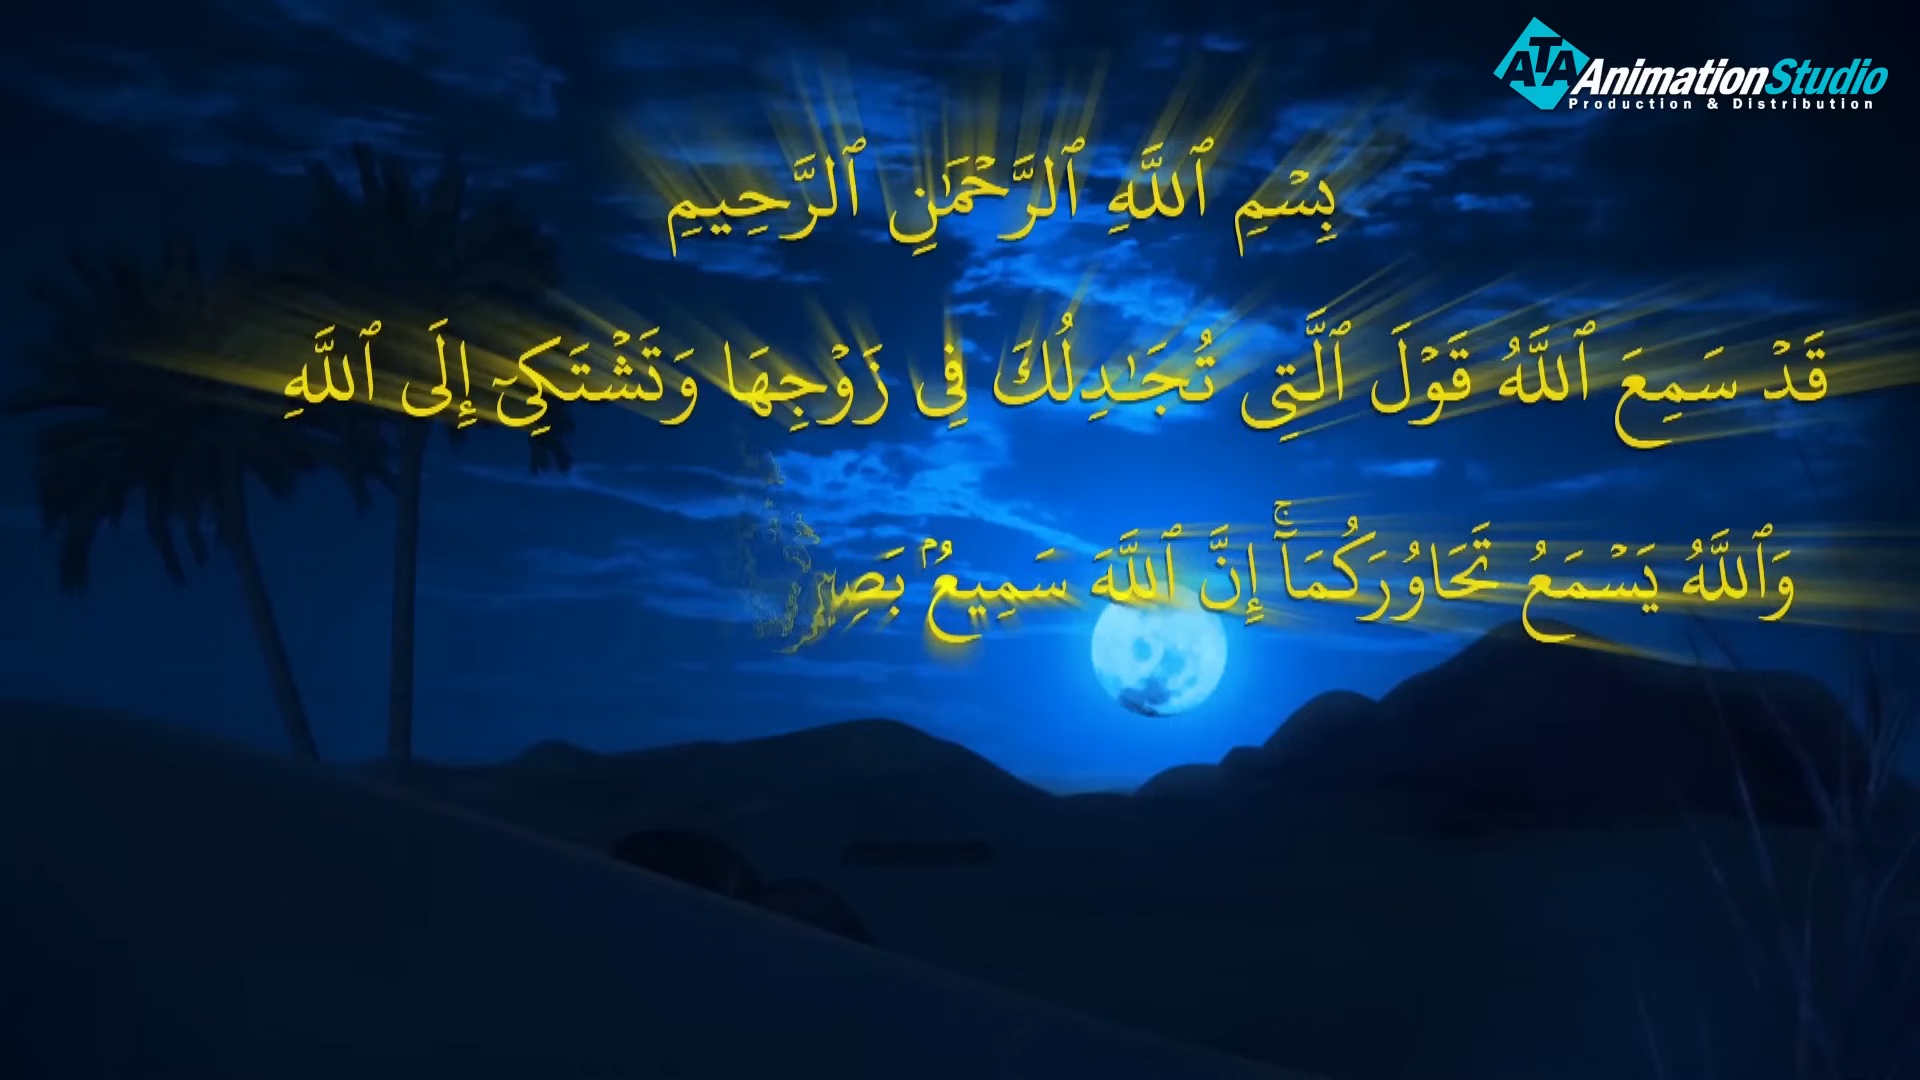 ATA AnimationStudio
Production & Distribution
بِسْمِ ٱللَّهِ ٱلرَّحْمَٰنِ ٱلرَّحِيمِ
قَدْ سَمِعَ ٱللَّهُ قَوْلَ ٱلَّتِى تُجَٰدِلُكَ فِى زَوْجِهَا وَتَشْتَكِىٓ إِلَى ٱللَّهِ
وَٱللَّهُ يَسْمَعُ تَحَاوُرَكُمَآ ۚ إِنَّ ٱللَّهَ سَمِيعٌۢ